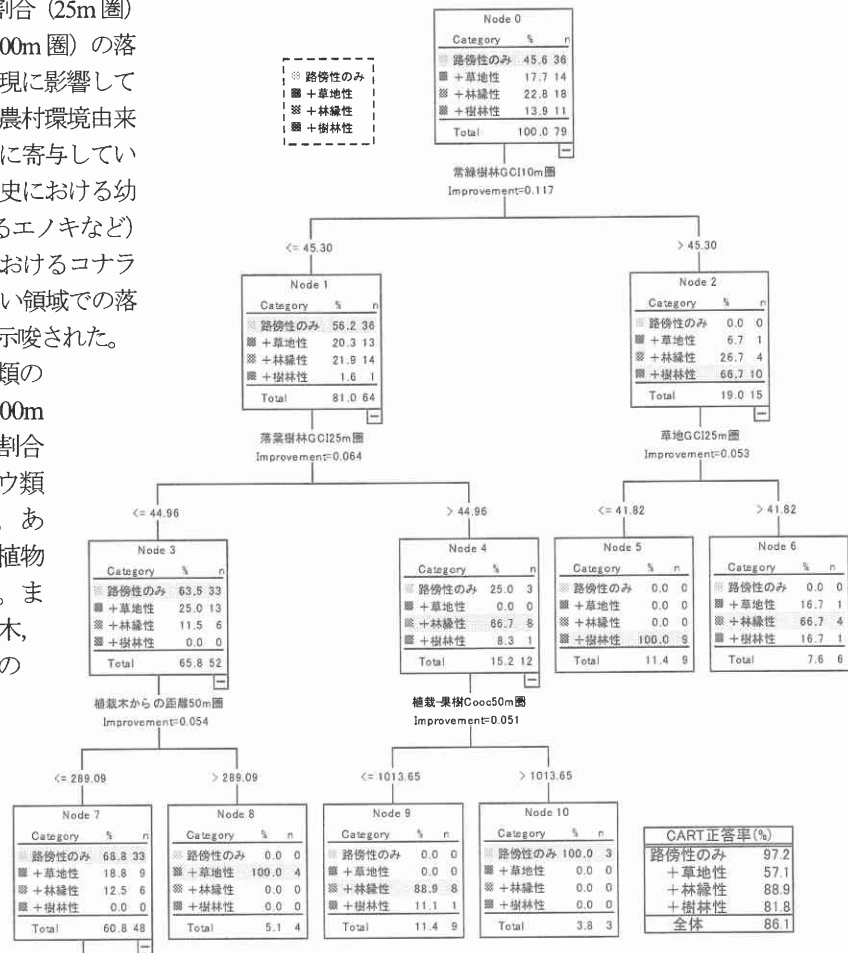 割合（25m圏）
00m圏）の落
現に影響して
農村環境由来
に寄与してい
史における幼
るエノキなど）
おけるコナラ
い領域での落
示唆された。
類の
00m
割合
ウ類
。あ
植物
。ま
木,
の
路傍性のみ
＋草地性
＋林縁性
＋樹林性
Node 0
Category % n
路傍性のみ 45.6 36
＋草地性 17.7 14
＋林縁性 22.8 18
＋樹林性 13.9 11
Total 100.0 79
常緑樹林GCI10m圏
Improvement=0.117
<= 45.30
> 45.30
Node 1
Category % n
路傍性のみ 56.2 36
＋草地性 20.3 13
＋林縁性 21.9 14
＋樹林性 1.6 1
Total 81.0 64
落葉樹林GCI25m圏
Improvement=0.064
Node 2
Category % n
路傍性のみ 0.0 0
＋草地性 6.7 1
＋林縁性 26.7 4
＋樹林性 66.7 10
Total 19.0 15
草地GCI25m圏
Improvement=0.053
<= 44.96
> 44.96
<= 41.82
> 41.82
Node 3
Category % n
路傍性のみ 63.5 33
＋草地性 25.0 13
＋林縁性 11.5 6
＋樹林性 0.0 0
Total 65.8 52
植栽木からの距離50m圏
Improvement=0.054
Node 4
Category % n
路傍性のみ 25.0 3
＋草地性 0.0 0
＋林縁性 66.7 8
＋樹林性 8.3 1
Total 15.2 12
植栽-果樹Cooc50m圏
Improvement=0.051
Node 5
Category % n
路傍性のみ 0.0 0
＋草地性 0.0 0
＋林縁性 0.0 0
＋樹林性 100.0 9
Total 11.4 9
Node 6
Category % n
路傍性のみ 0.0 0
＋草地性 16.7 1
＋林縁性 66.7 4
＋樹林性 16.7 1
Total 7.6 6
<= 289.09
> 289.09
<= 1013.65
> 1013.65
Node 7
Category % n
路傍性のみ 68.8 33
＋草地性 18.8 9
＋林縁性 12.5 6
＋樹林性 0.0 0
Total 60.8 48
Node 8
Category % n
路傍性のみ 0.0 0
＋草地性 100.0 4
＋林縁性 0.0 0
＋樹林性 0.0 0
Total 5.1 4
Node 9
Category % n
路傍性のみ 0.0 0
＋草地性 0.0 0
＋林縁性 88.9 8
＋樹林性 11.1 1
Total 11.4 9
Node 10
Category % n
路傍性のみ 100.0 3
＋草地性 0.0 0
＋林縁性 0.0 0
＋樹林性 0.0 0
Total 3.8 3
CART正答率(%)
路傍性のみ 97.2
＋草地性 57.1
＋林縁性 88.9
＋樹林性 81.8
全体 86.1